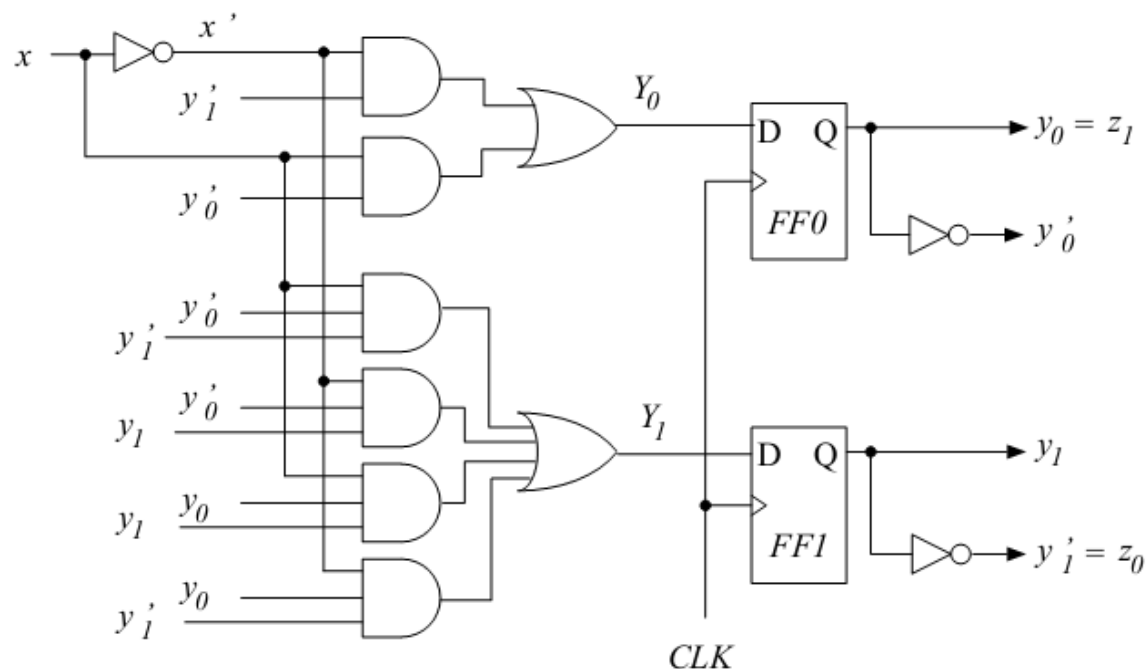 x
x'
y'1
y'0
Y0
D Q
FF0
y0 = z1
y'0
y'0
y'1
y'0
y1
y0
y1
y0
y'1
Y1
D Q
FF1
y1
y'1 = z0
CLK